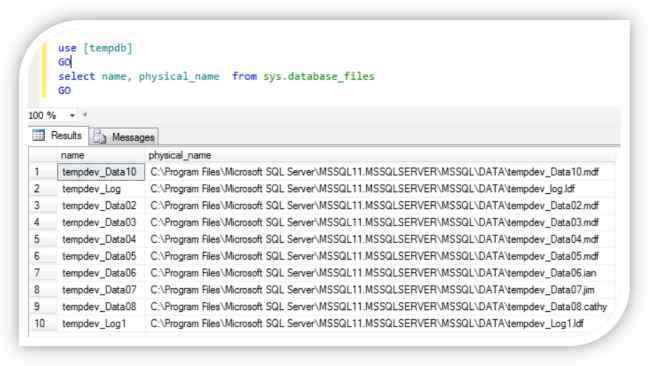 use [tempdb]
GO
select name, physical_name  from sys.database_files
GO
100 %
Results Messages
name physical_name
1 tempdev_Data10 C:\Program Files\Microsoft SQL Server\MSSQL11.MSSQLSERVER\MSSQL\DATA\tempdev_Data10.mdf
2 tempdev_Log C:\Program Files\Microsoft SQL Server\MSSQL11.MSSQLSERVER\MSSQL\DATA\tempdev_log.ldf
3 tempdev_Data02 C:\Program Files\Microsoft SQL Server\MSSQL11.MSSQLSERVER\MSSQL\DATA\tempdev_Data02.mdf
4 tempdev_Data03 C:\Program Files\Microsoft SQL Server\MSSQL11.MSSQLSERVER\MSSQL\DATA\tempdev_Data03.mdf
5 tempdev_Data04 C:\Program Files\Microsoft SQL Server\MSSQL11.MSSQLSERVER\MSSQL\DATA\tempdev_Data04.mdf
6 tempdev_Data05 C:\Program Files\Microsoft SQL Server\MSSQL11.MSSQLSERVER\MSSQL\DATA\tempdev_Data05.mdf
7 tempdev_Data06 C:\Program Files\Microsoft SQL Server\MSSQL11.MSSQLSERVER\MSSQL\DATA\tempdev_Data06.ian
8 tempdev_Data07 C:\Program Files\Microsoft SQL Server\MSSQL11.MSSQLSERVER\MSSQL\DATA\tempdev_Data07.jim
9 tempdev_Data08 C:\Program Files\Microsoft SQL Server\MSSQL11.MSSQLSERVER\MSSQL\DATA\tempdev_Data08.cathy
10 tempdev_Log1 C:\Program Files\Microsoft SQL Server\MSSQL11.MSSQLSERVER\MSSQL\DATA\tempdev_Log1.ldf